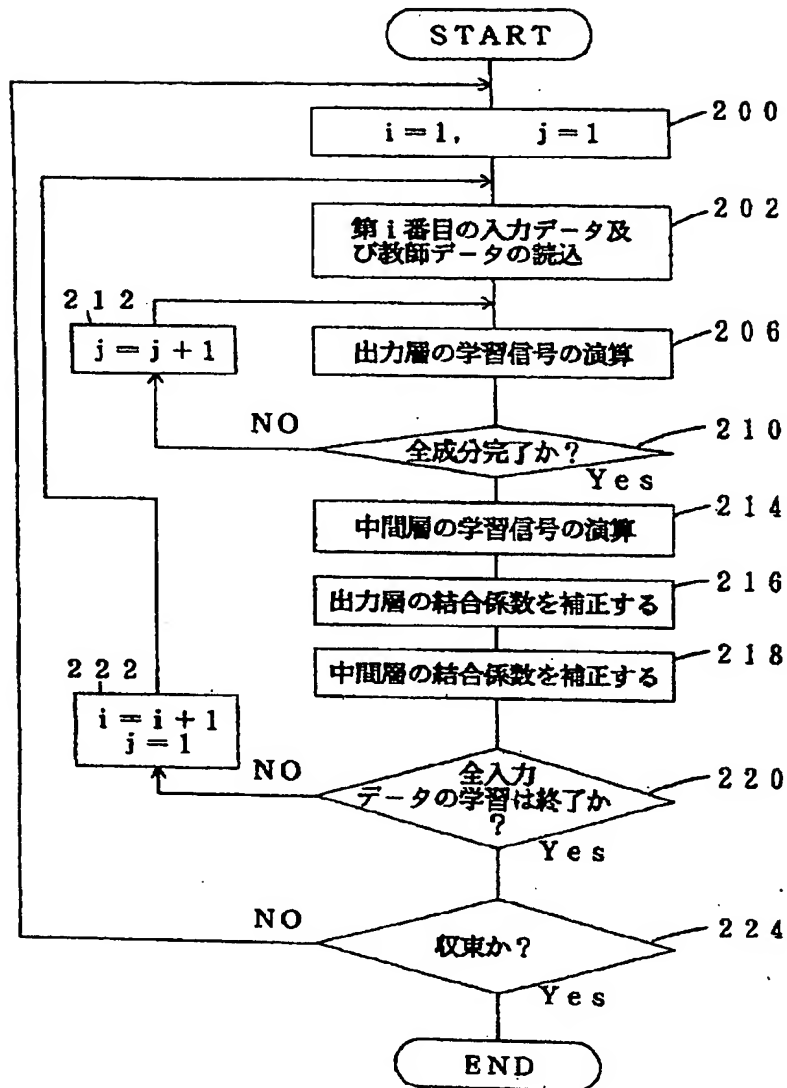 START
i=1, j=1
200
第i番目の入力データ及
び教師データの読込
202
212
j=j+1
出力層の学習信号の演算
206
NO
全成分完了か?
210
Yes
中間層の学習信号の演算
214
出力層の結合係数を補正する
216
中間層の結合係数を補正する
218
222
i=i+1
j=1
NO
全入力
データの学習は終了か
?
220
Yes
NO
収束か?
224
Yes
END